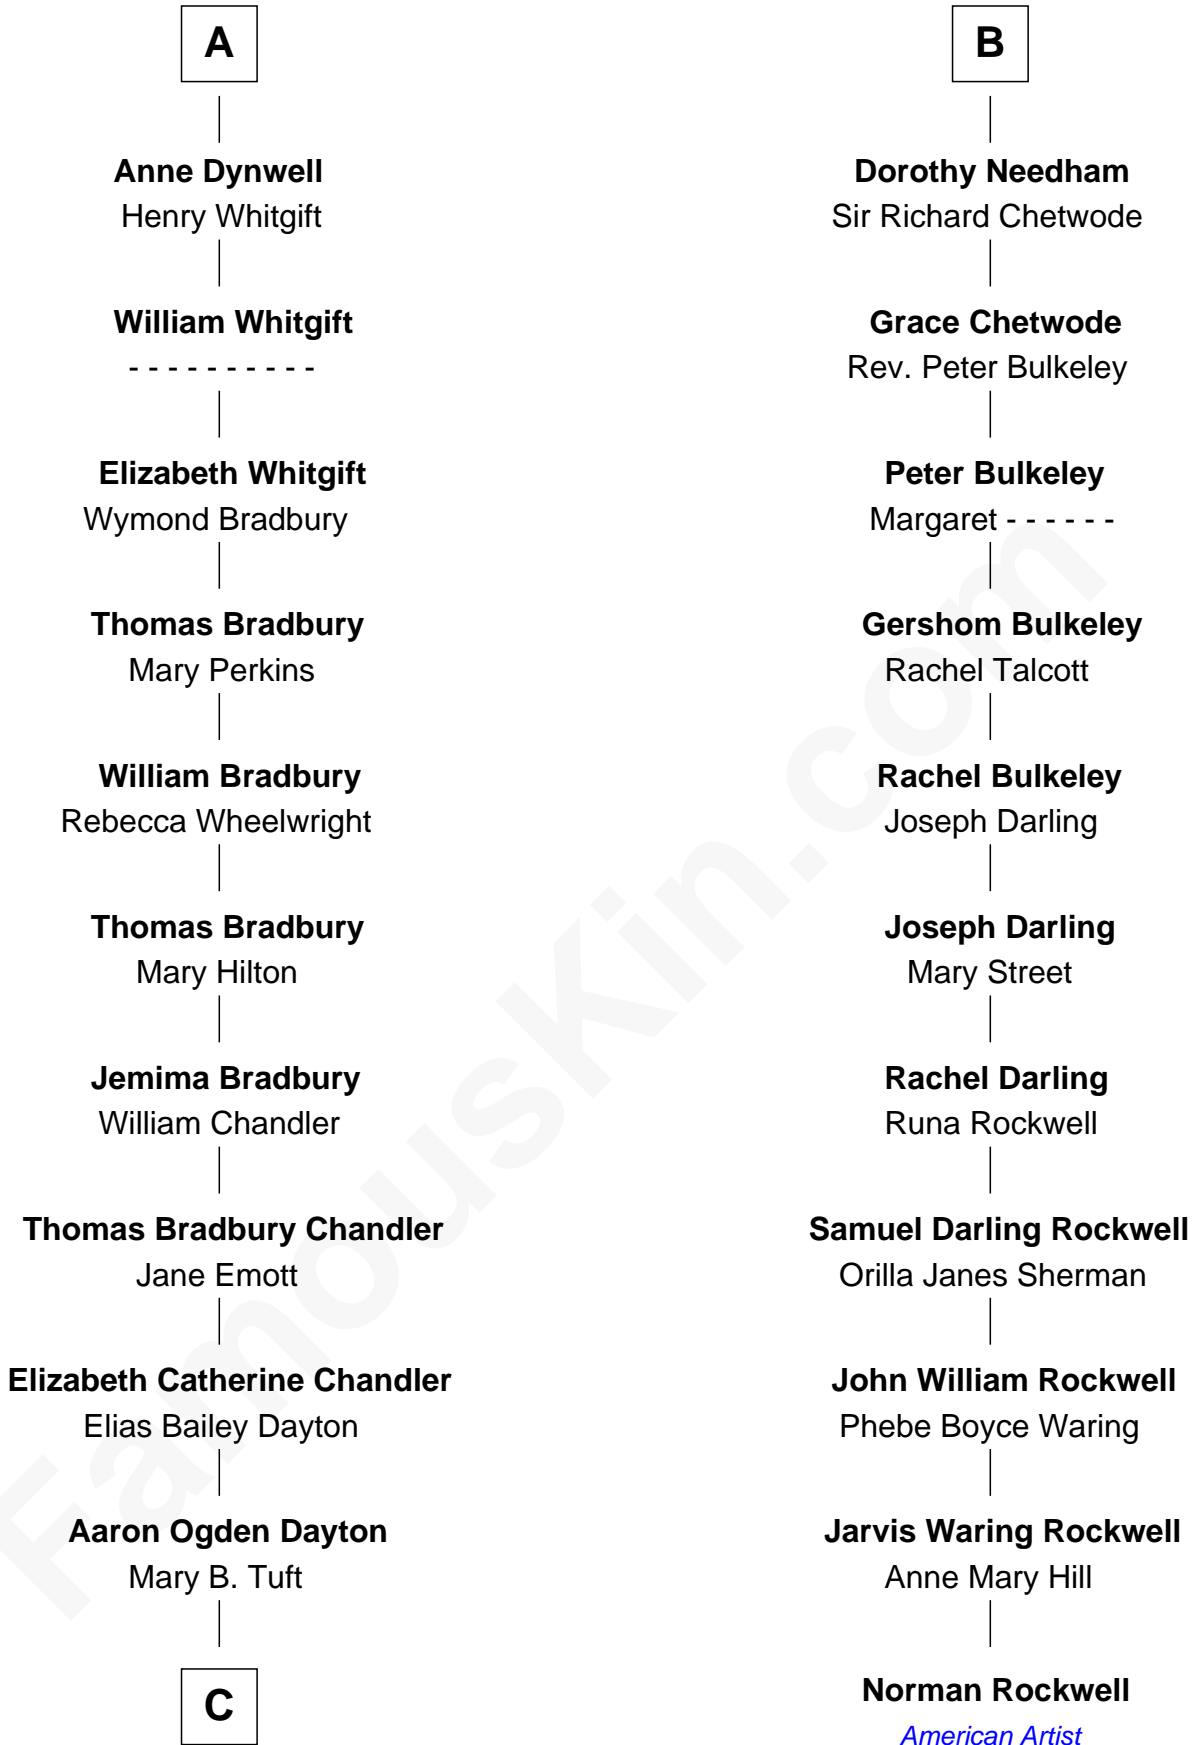 A
Anne Dynwell
Henry Whitgift
William Whitgift
- - - - - - - - - -
Elizabeth Whitgift
Wymond Bradbury
Thomas Bradbury
Mary Perkins
William Bradbury
Rebecca Wheelwright
Thomas Bradbury
Mary Hilton
Jemima Bradbury
William Chandler
Thomas Bradbury Chandler
Jane Emott
Elizabeth Catherine Chandler
Elias Bailey Dayton
Aaron Ogden Dayton
Mary B. Tuft
C
B
Dorothy Needham
Sir Richard Chetwode
Grace Chetwode
Rev. Peter Bulkeley
Peter Bulkeley
Margaret - - - - - -
Gershom Bulkeley
Rachel Talcott
Rachel Bulkeley
Joseph Darling
Joseph Darling
Mary Street
Rachel Darling
Runa Rockwell
Samuel Darling Rockwell
Orilla Janes Sherman
John William Rockwell
Phebe Boyce Waring
Jarvis Waring Rockwell
Anne Mary Hill
Norman Rockwell
American Artist
FamousKin.com